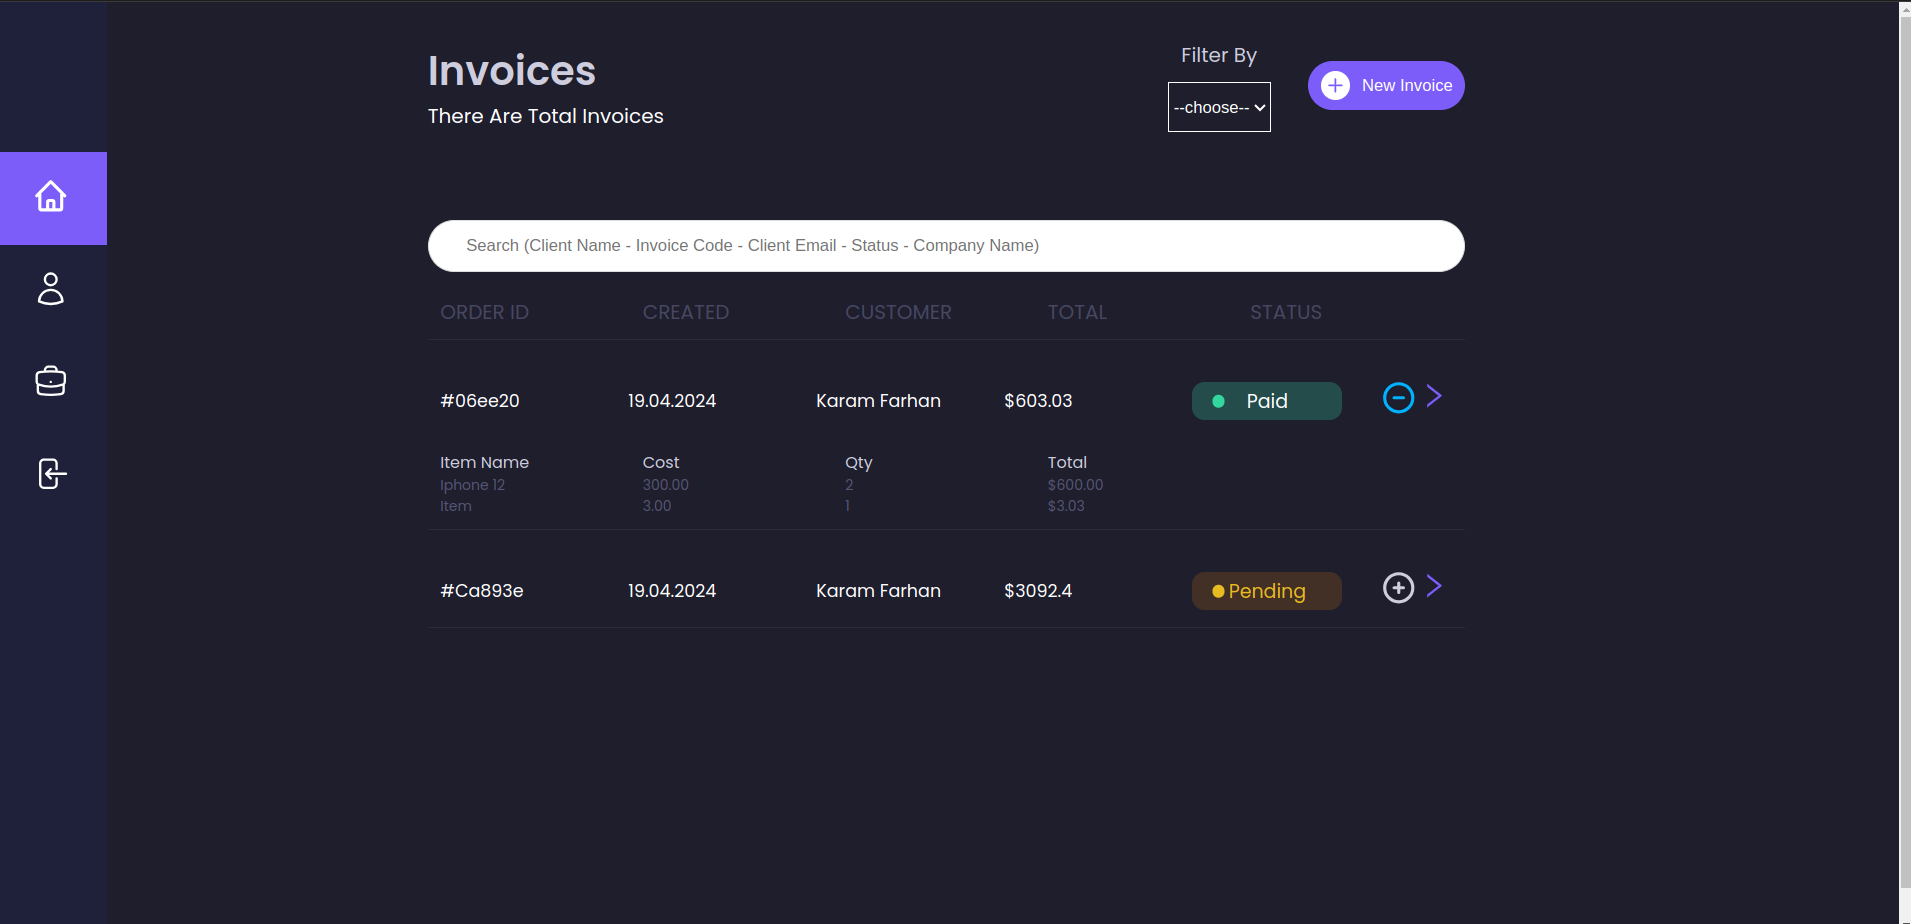 Invoices
There Are Total Invoices
Filter By
--choose--
New Invoice
Search (Client Name - Invoice Code - Client Email - Status - Company Name)
ORDER ID CREATED CUSTOMER TOTAL STATUS
#06ee20 19.04.2024 Karam Farhan $603.03 Paid
Item Name Cost Qty Total
Iphone 12 300.00 2 $600.00
Item 3.00 1 $3.03
#Ca893e 19.04.2024 Karam Farhan $3092.4 Pending